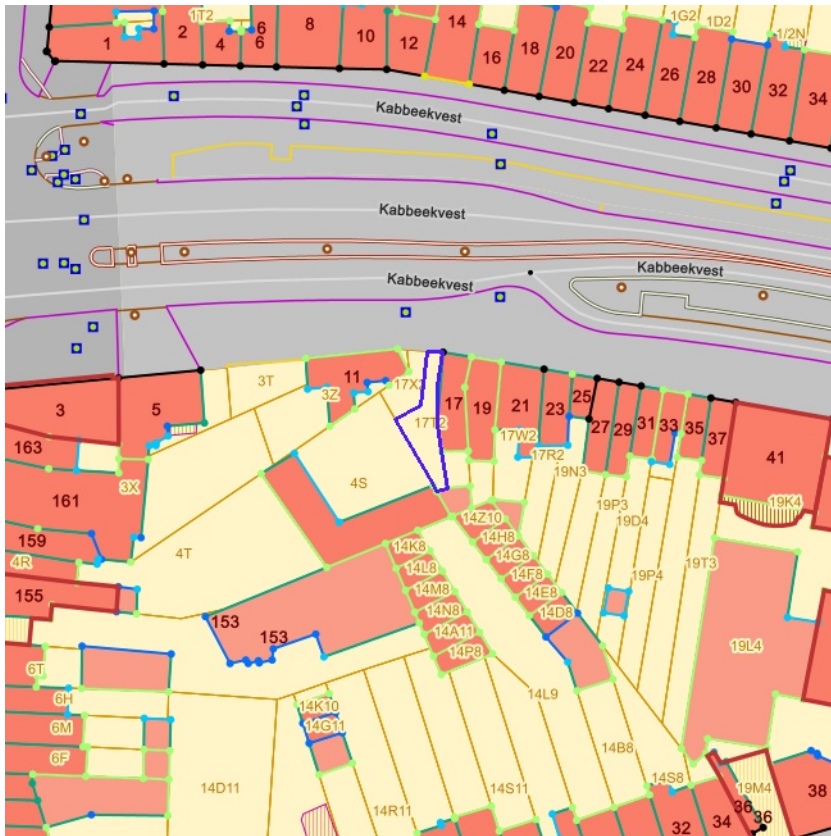 1T2
6
1G2
1D2
1/2N
1
2
4
6
8
10
12
14
16
18
20
22
24
26
28
30
32
34
Kabbeekvest
Kabbeekvest
Kabbeekvest
Kabbeekvest
3
5
3T
3Z
11
17T2
17
19
21
23
25
27
29
31
33
35
37
41
163
3X
17W2
17R2
19N3
161
4S
19K4
19P3
19D4
14Z10
159
4T
14K8
14H8
14G8
4R
14L8
14F8
19P4
19T3
155
14M8
14E8
14N8
14D8
153
153
14A11
14P8
19L4
6T
6H
14K10
14L9
6M
14G11
14B8
6F
14D11
14S11
14S8
19M4
38
14R11
32
34
36
36